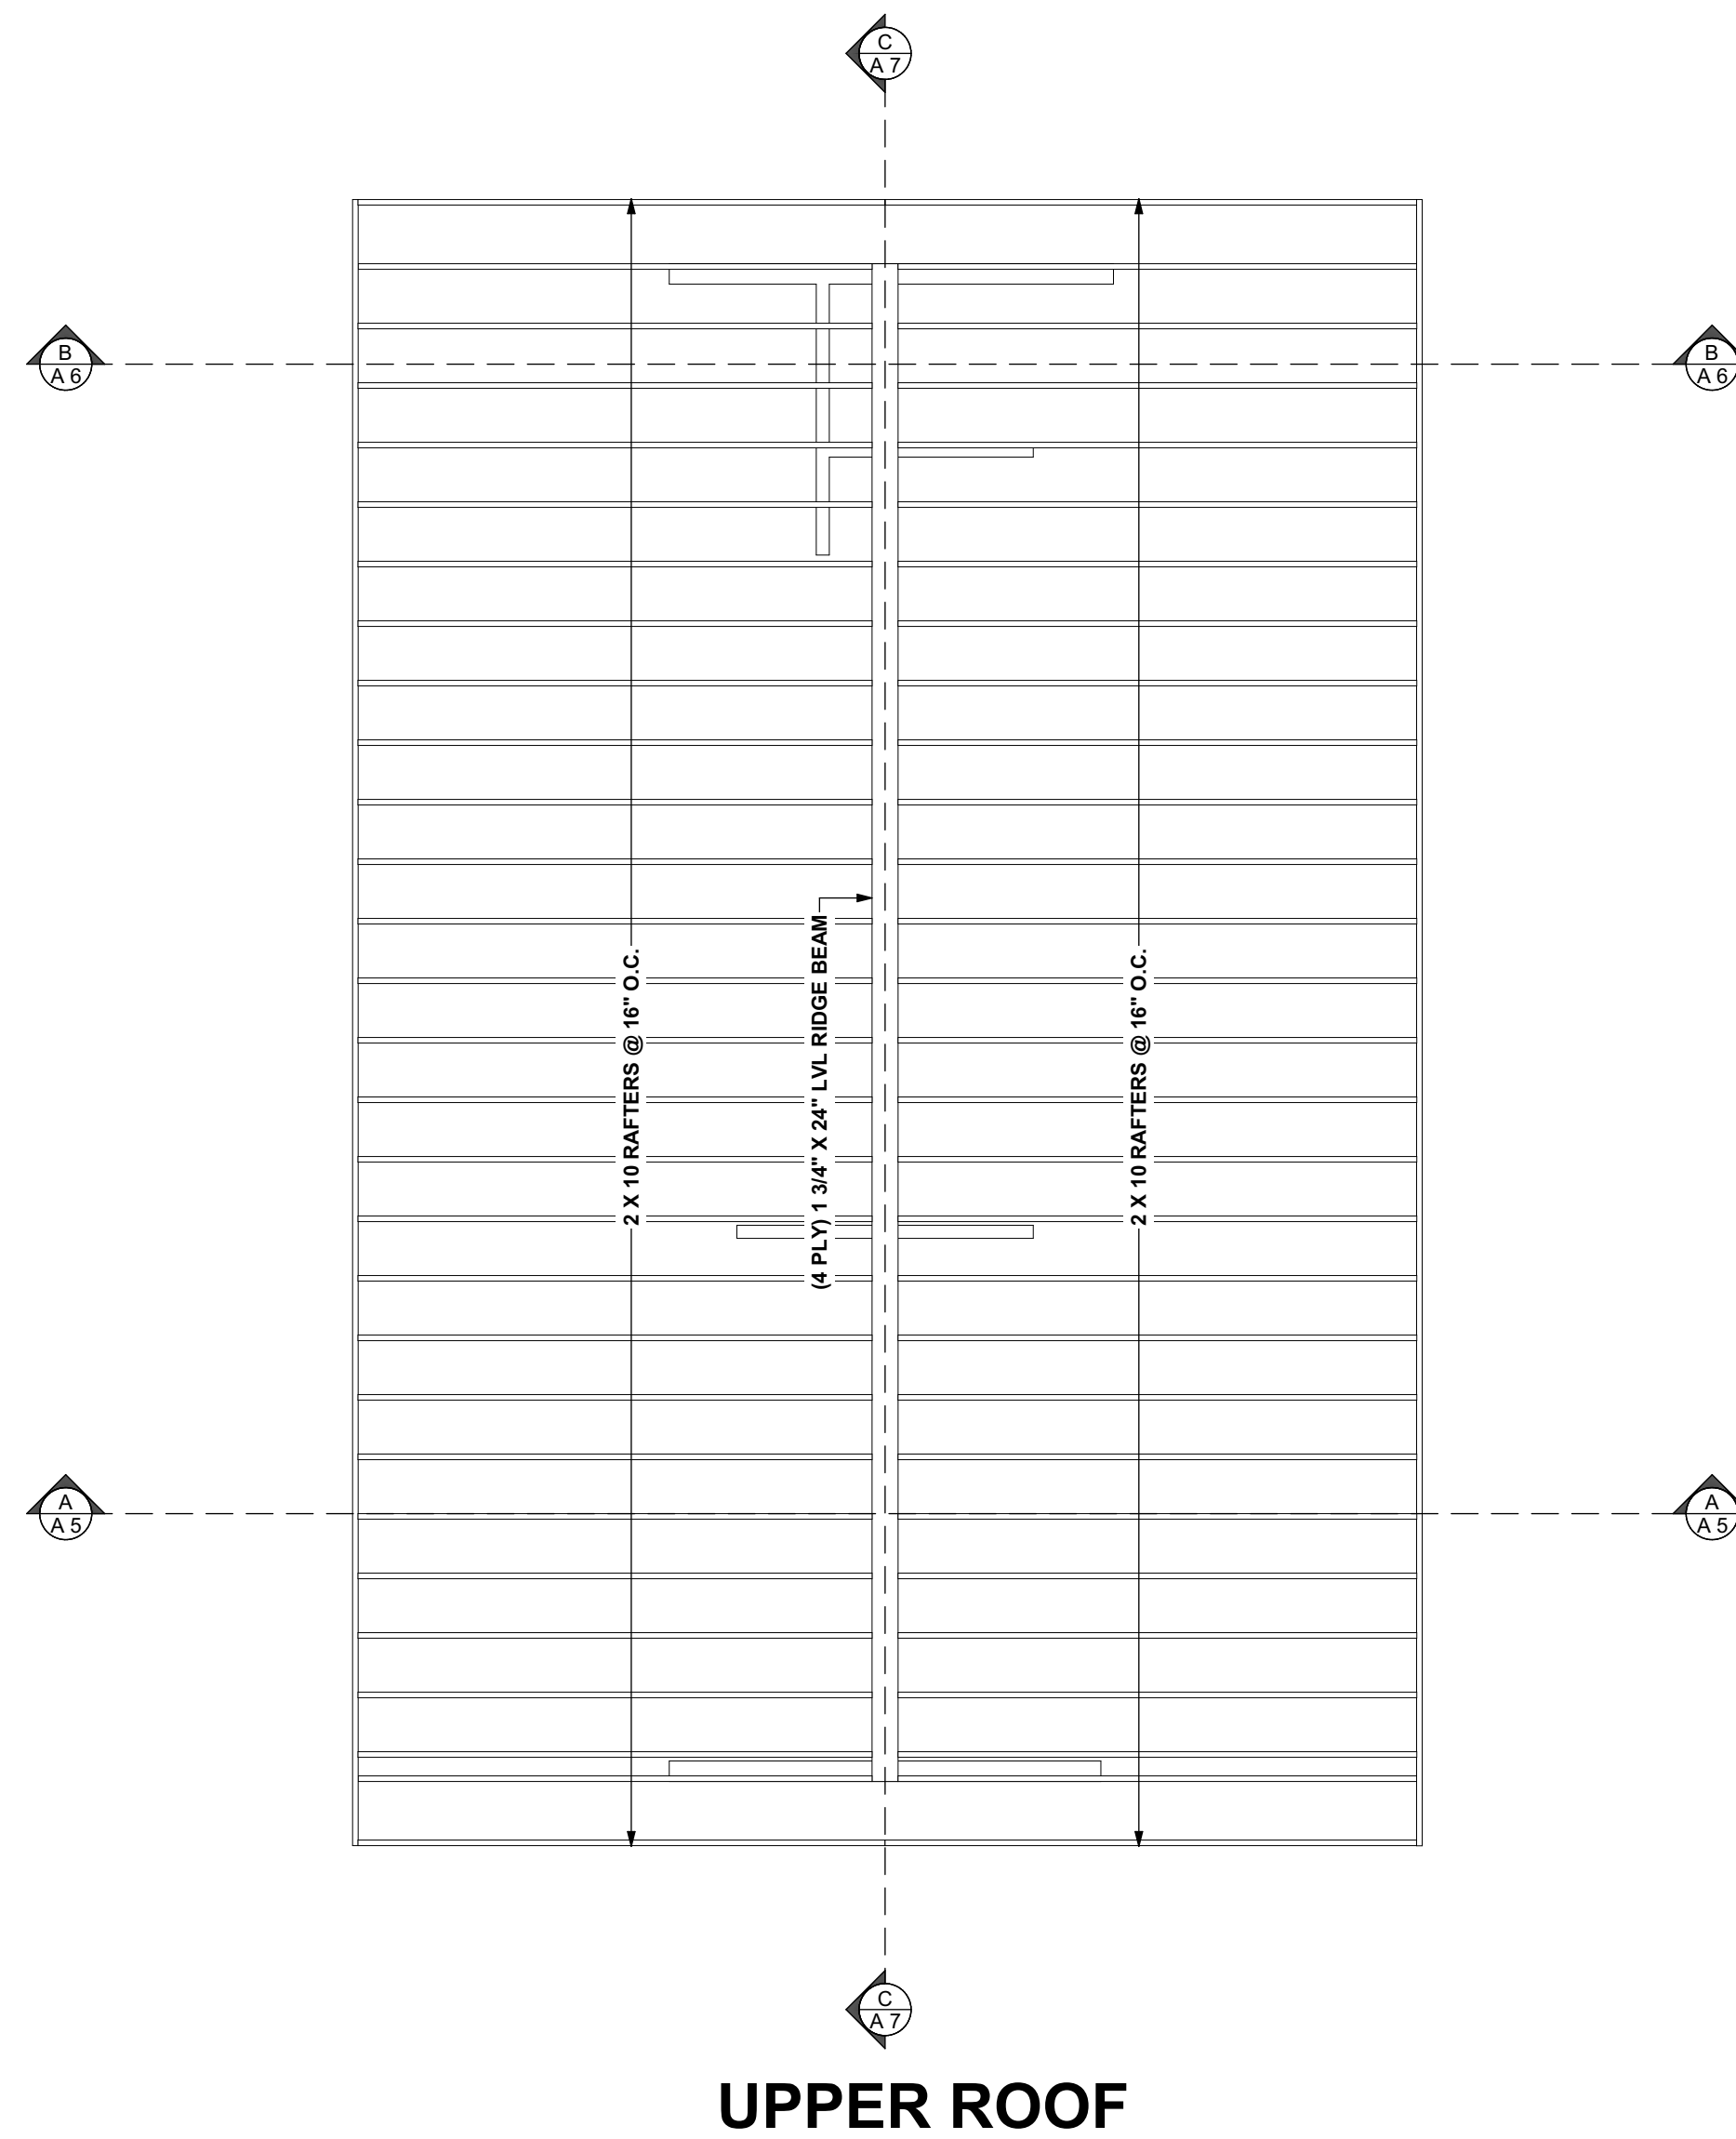 C
A 7
B
A 6
B
A 6
(4 PLY) 1 3/4" X 24" LVL RIDGE BEAM
2 X 10 RAFTERS @ 16" O.C.
2 X 10 RAFTERS @ 16" O.C.
A
A 5
A
A 5
C
A 7
UPPER ROOF